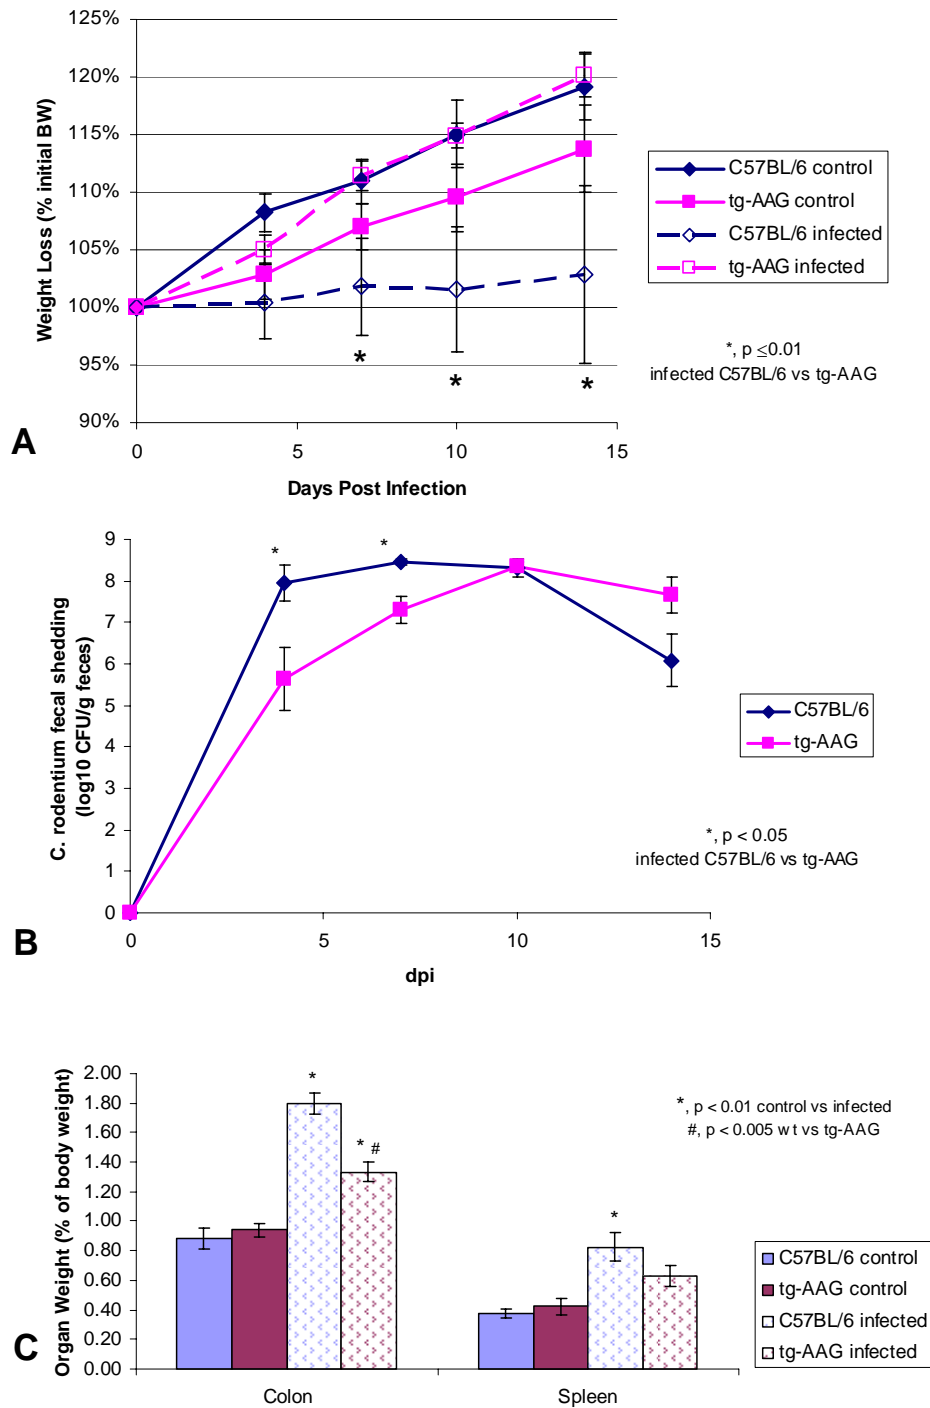 125%
120%
115%
110%
105%
100%
95%
90%
Weight Loss (% initial BW)
0 5 10 15
Days Post Infection
* * *
C57BL/6 control
tg-AAG control
C57BL/6 infected
tg-AAG infected
*, p ≤0.01
infected C57BL/6 vs tg-AAG
A
9
8
7
6
5
4
3
2
1
0
C. rodentium fecal shedding
(log10 CFU/g feces)
* *
0 5 10 15
dpi
C57BL/6
tg-AAG
*, p < 0.05
infected C57BL/6 vs tg-AAG
B
2.00
1.80
1.60
1.40
1.20
1.00
0.80
0.60
0.40
0.20
0.00
Organ Weight (% of body weight)
*
* #
*
Colon Spleen
*, p < 0.01 control vs infected
#, p < 0.005 wt vs tg-AAG
C57BL/6 control
tg-AAG control
C57BL/6 infected
tg-AAG infected
C